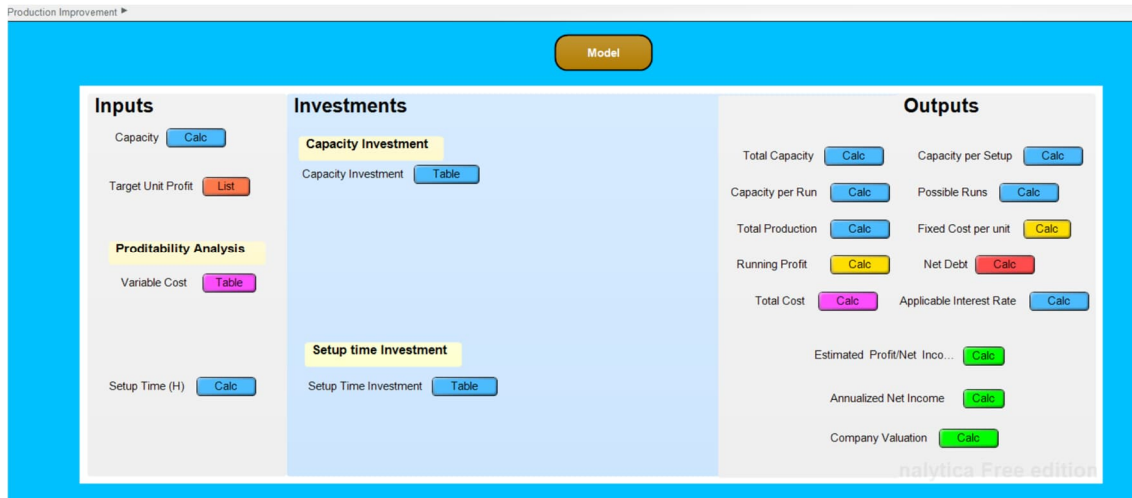 Production Improvement
Model
Inputs
Capacity Calc
Target Unit Profit List
Proditability Analysis
Variable Cost Table
Setup Time (H) Calc
Investments
Capacity Investment
Capacity Investment Table
Setup time Investment
Setup Time Investment Table
Outputs
Total Capacity Calc Capacity per Setup Calc
Capacity per Run Calc Possible Runs Calc
Total Production Calc Fixed Cost per unit Calc
Running Profit Calc Net Debt Calc
Total Cost Calc Applicable Interest Rate Calc
Estimated Profit/Net Inco... Calc
Annualized Net Income Calc
Company Valuation Calc
nalytica Free edition